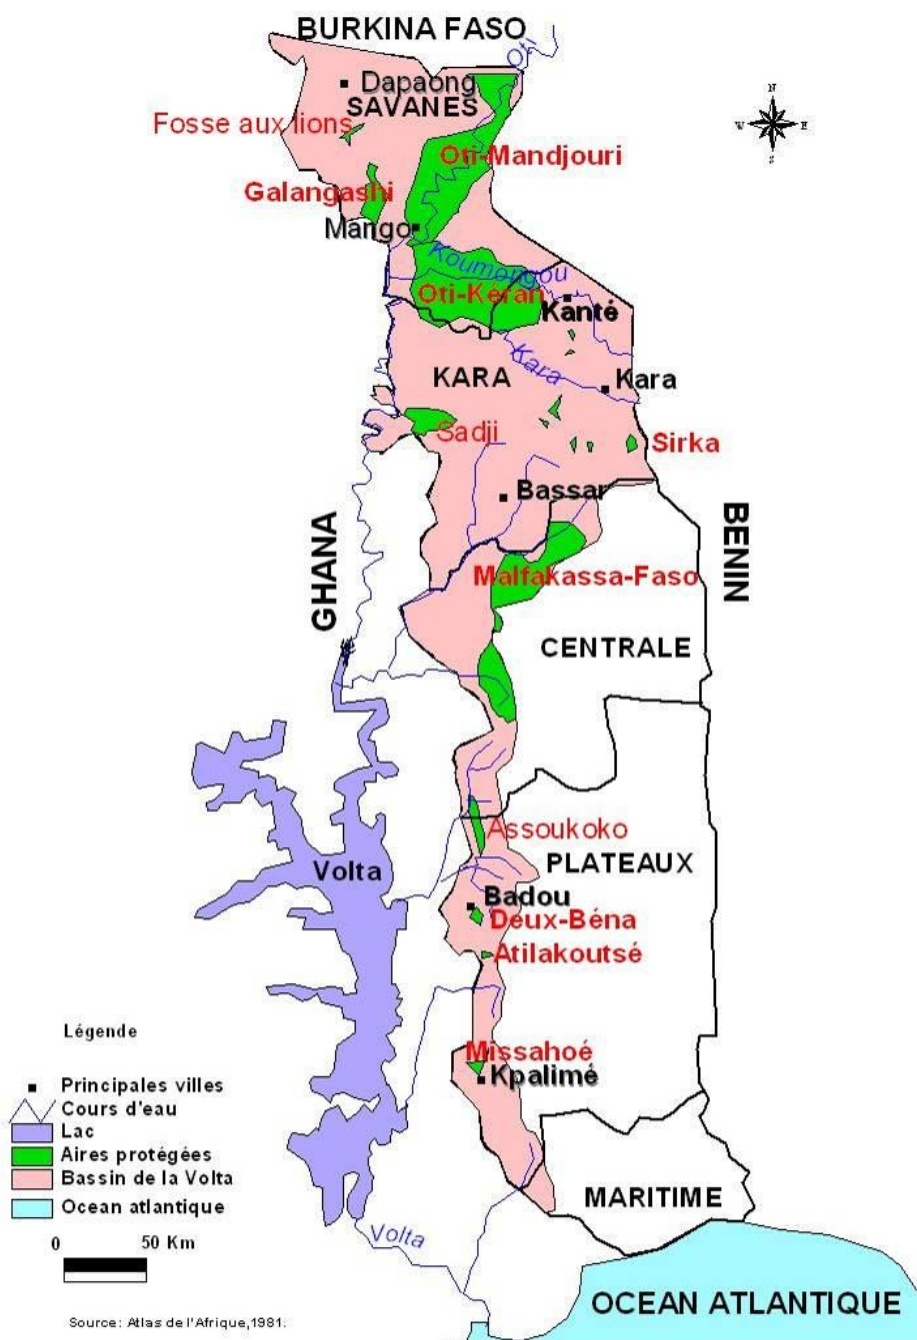 BURKINA FASO
Oti
Dapaong
SAVANES
N
W E
S
Fosse aux lions
Oti-Mandjouri
Galangashi
Mango
Koumongou
Oti-Kéran
Kanté
Kara
KARA
Kara
Sadji
Sirka
Bassar
GHANA
BENIN
Malfakassa-Faso
CENTRALE
Assoukoko
PLATEAUX
Volta
Badou
Deux-Béna
Atilakoutsé
Missahoé
Kpalimé
Légende
Principales villes
Cours d'eau
Lac
Aires protégées
Bassin de la Volta
Ocean atlantique
0 50 Km
MARITIME
Volta
OCEAN ATLANTIQUE
Source: Atlas de l'Afrique,1981.